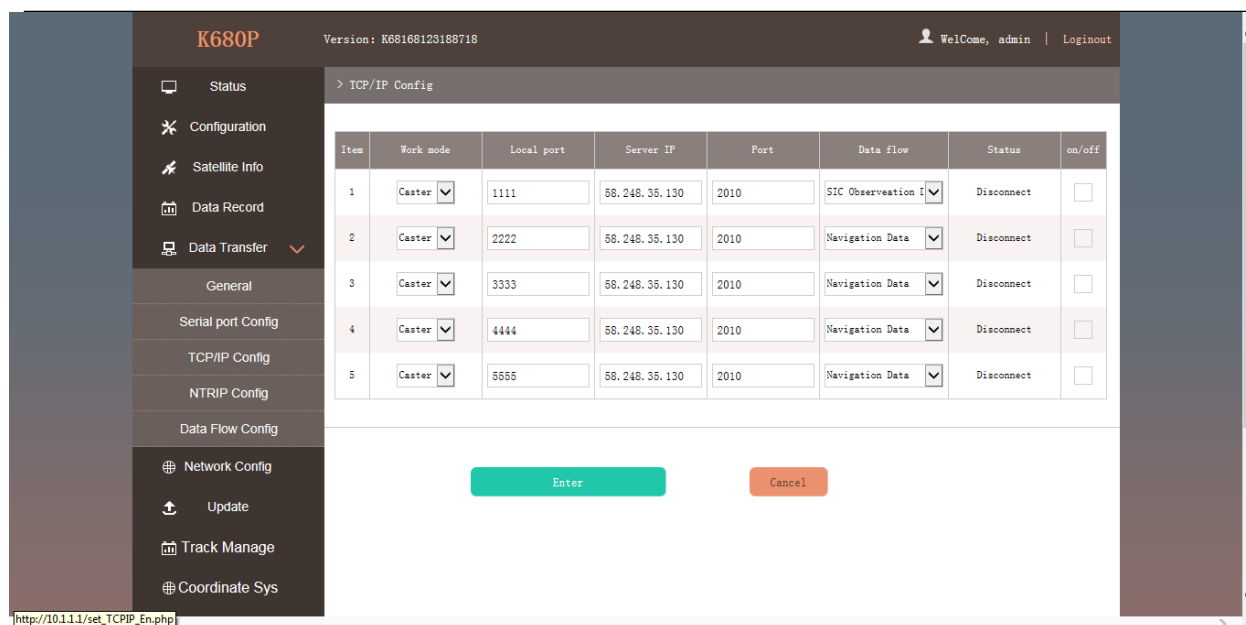 K680P
Version: K68168123188718
WelCome, admin | Loginout
Status
Configuration
Satellite Info
Data Record
Data Transfer
General
Serial port Config
TCP/IP Config
NTRIP Config
Data Flow Config
Network Config
Update
Track Manage
Coordinate Sys
> TCP/IP Config
Item Work mode Local port Server IP Port Data flow Status on/off
1 Caster 1111 58.248.35.130 2010 SIC Observeation Disconnect
2 Caster 2222 58.248.35.130 2010 Navigation Data Disconnect
3 Caster 3333 58.248.35.130 2010 Navigation Data Disconnect
4 Caster 4444 58.248.35.130 2010 Navigation Data Disconnect
5 Caster 5555 58.248.35.130 2010 Navigation Data Disconnect
Enter Cancel
http://10.1.1.1/set_TCPIP_En.php